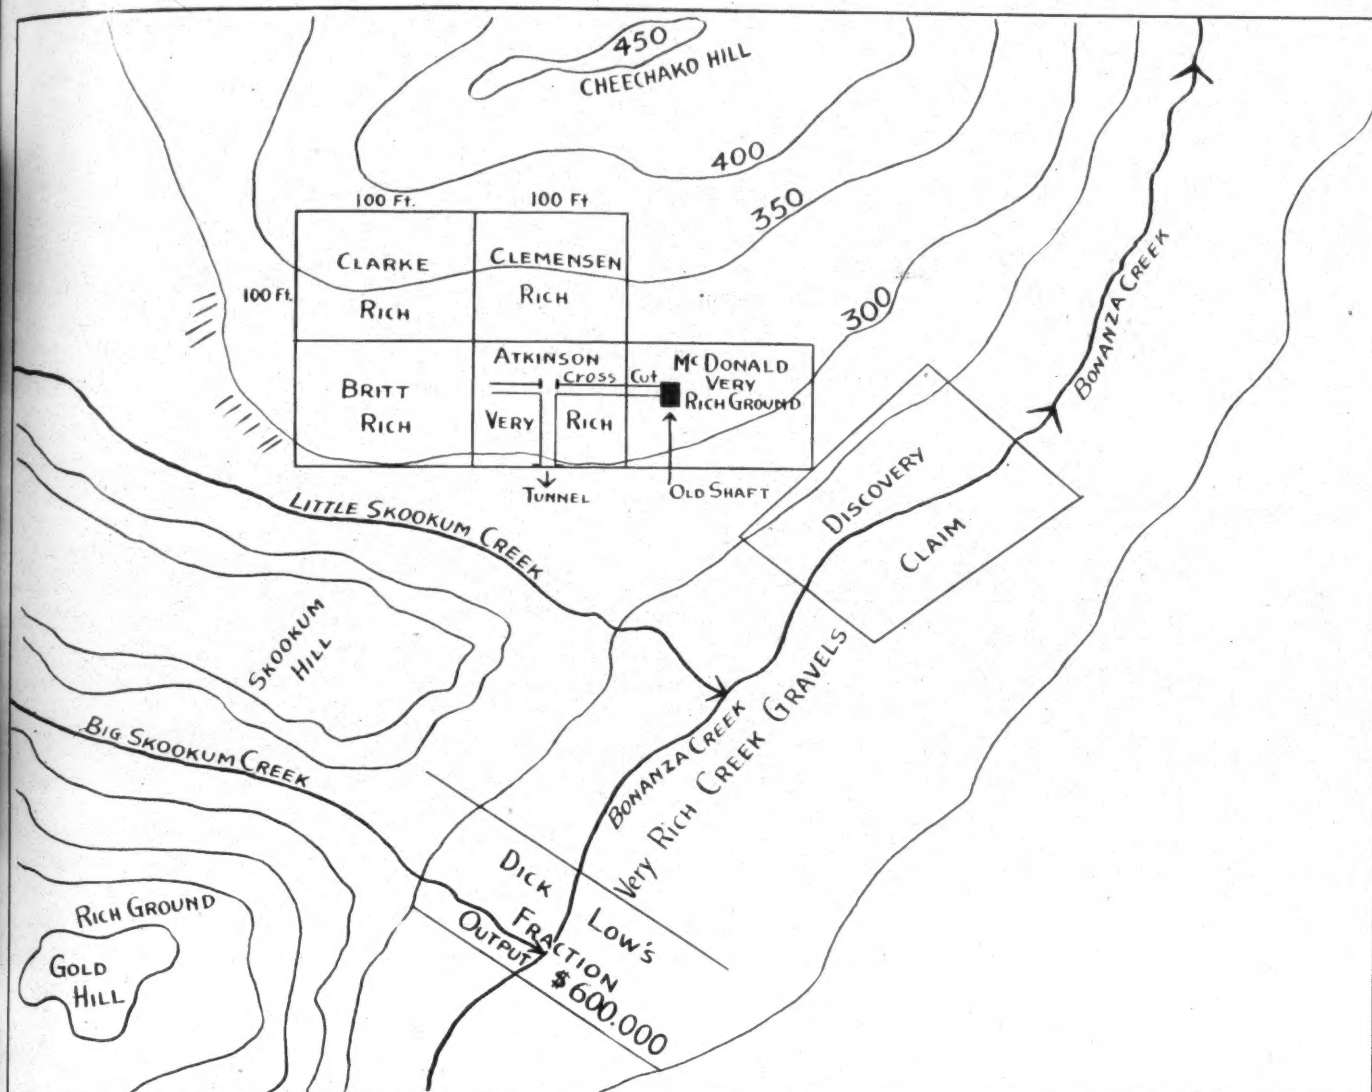 450
CHEECHAKO HILL
400
350
300
100 FT.
100 FT
100 FT.
CLARKE
RICH
CLEMENSEN
RICH
BRITT
RICH
ATKINSON
CROSS CUT
VERY RICH
McDONALD
VERY
RICH GROUND
TUNNEL
OLD SHAFT
BONANZA CREEK
DISCOVERY
CLAIM
LITTLE SKOOKUM CREEK
SKOOKUM
HILL
BIG SKOOKUM CREEK
BONANZA CREEK
VERY RICH CREEK GRAVELS
DICK
LOW'S
FRACTION
OUTPUT
$600.000
RICH GROUND
GOLD
HILL